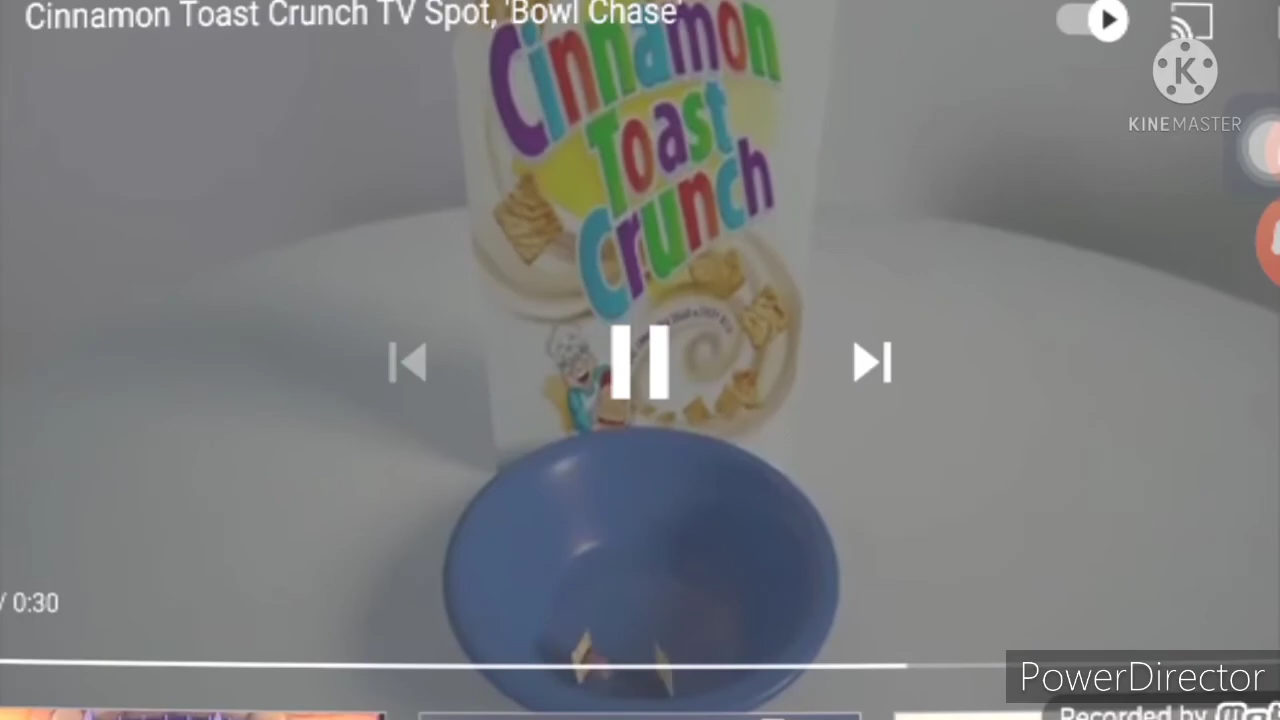 Cinnamon Toast Crunch TV Spot, 'Bowl Chase'
K
KINEMASTER
Cinnamon
Toast
Crunch
/ 0:30
PowerDirector
Recorded by